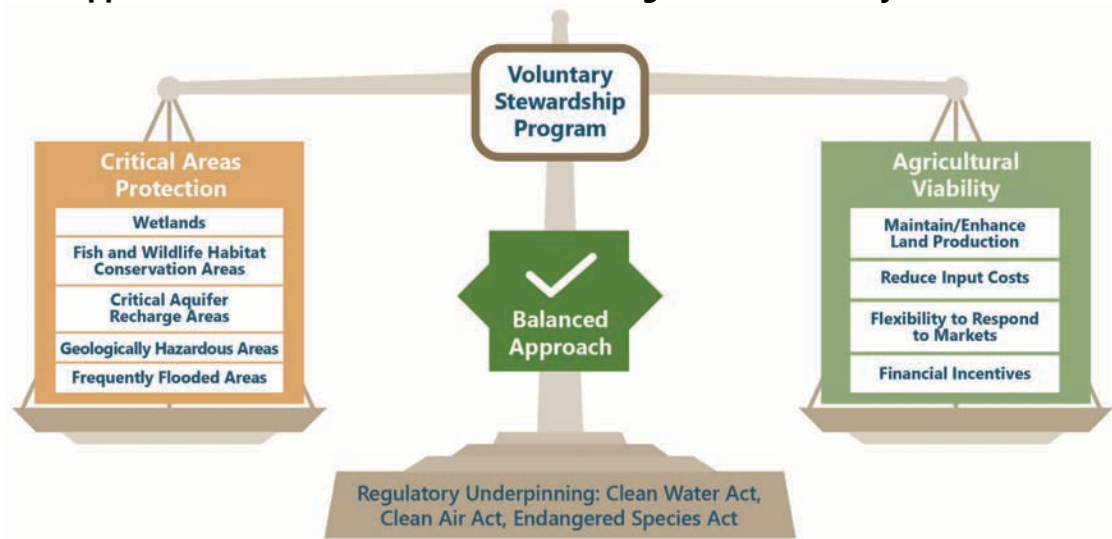 Voluntary
Stewardship
Program
Critical Areas
Protection
Wetlands
Fish and Wildlife Habitat
Conservation Areas
Critical Aquifer
Recharge Areas
Geologically Hazardous Areas
Frequently Flooded Areas
Balanced
Approach
Agricultural
Viability
Maintain/Enhance
Land Production
Reduce Input Costs
Flexibility to Respond
to Markets
Financial Incentives
Regulatory Underpinning: Clean Water Act,
Clean Air Act, Endangered Species Act